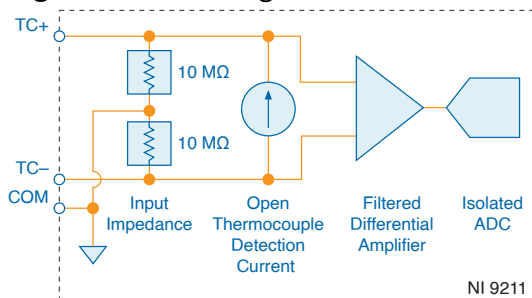 TC+
10 MΩ
10 MΩ
TC–
COM
Input
Impedance
Open
Thermocouple
Detection
Current
Filtered
Differential
Amplifier
Isolated
ADC
NI 9211